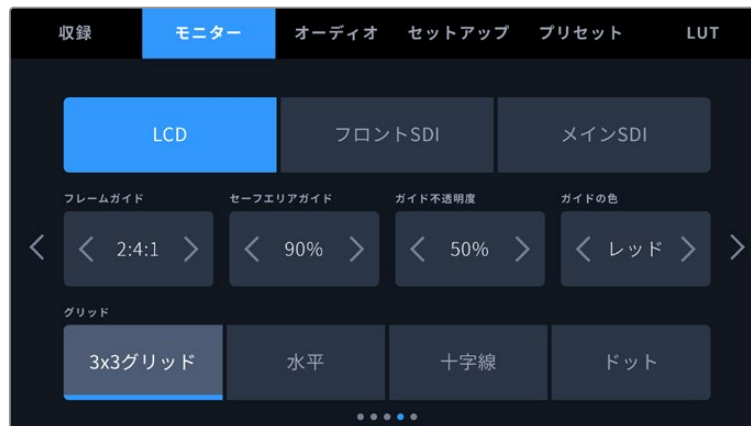 収録 モニター オーディオ セットアップ プリセット LUT
LCD フロントSDI メインSDI
フレームガイド セーフエリアガイド ガイド不透明度 ガイドの色
2:4:1 90% 50% レッド
グリッド
3x3グリッド 水平 十字線 ドット